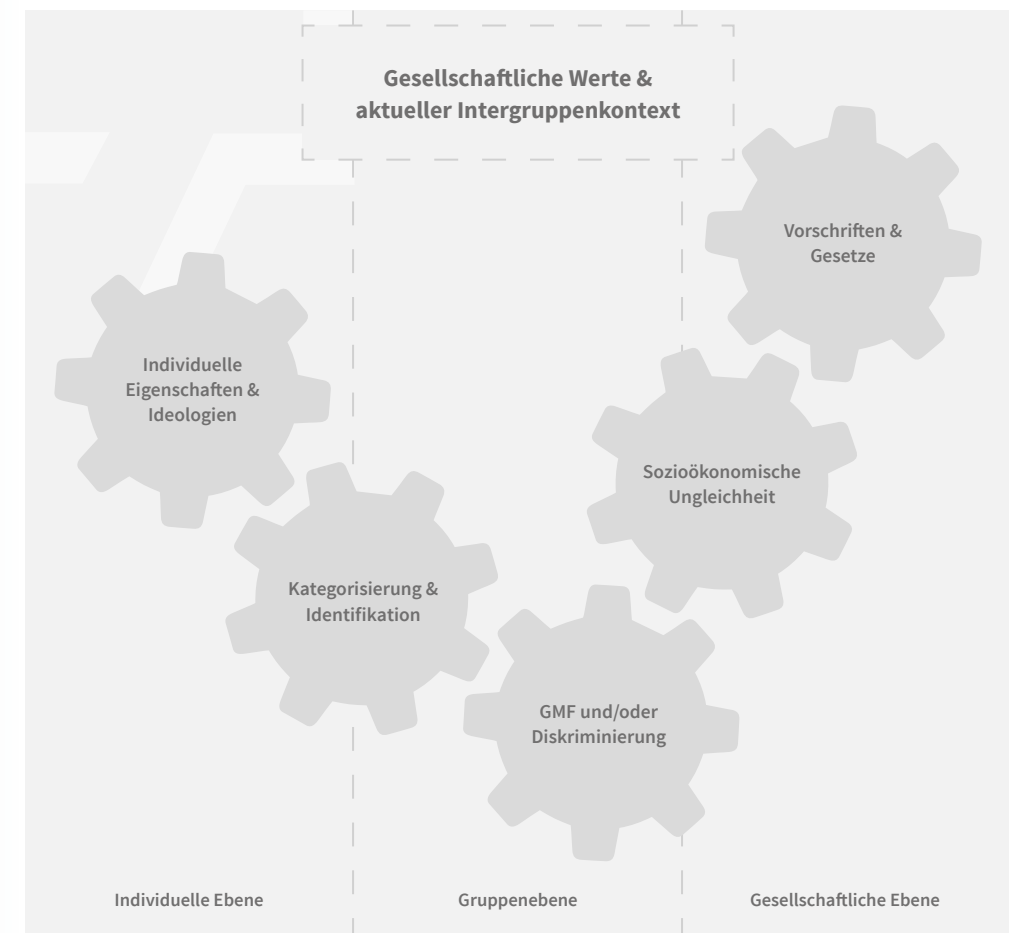 Gesellschaftliche Werte &
aktueller Intergruppenkontext
Vorschriften &
Gesetze
Individuelle
Eigenschaften &
Ideologien
Sozioökonomische
Ungleichheit
Kategorisierung &
Identifikation
GMF und/oder
Diskriminierung
Individuelle Ebene
Gruppenebene
Gesellschaftliche Ebene